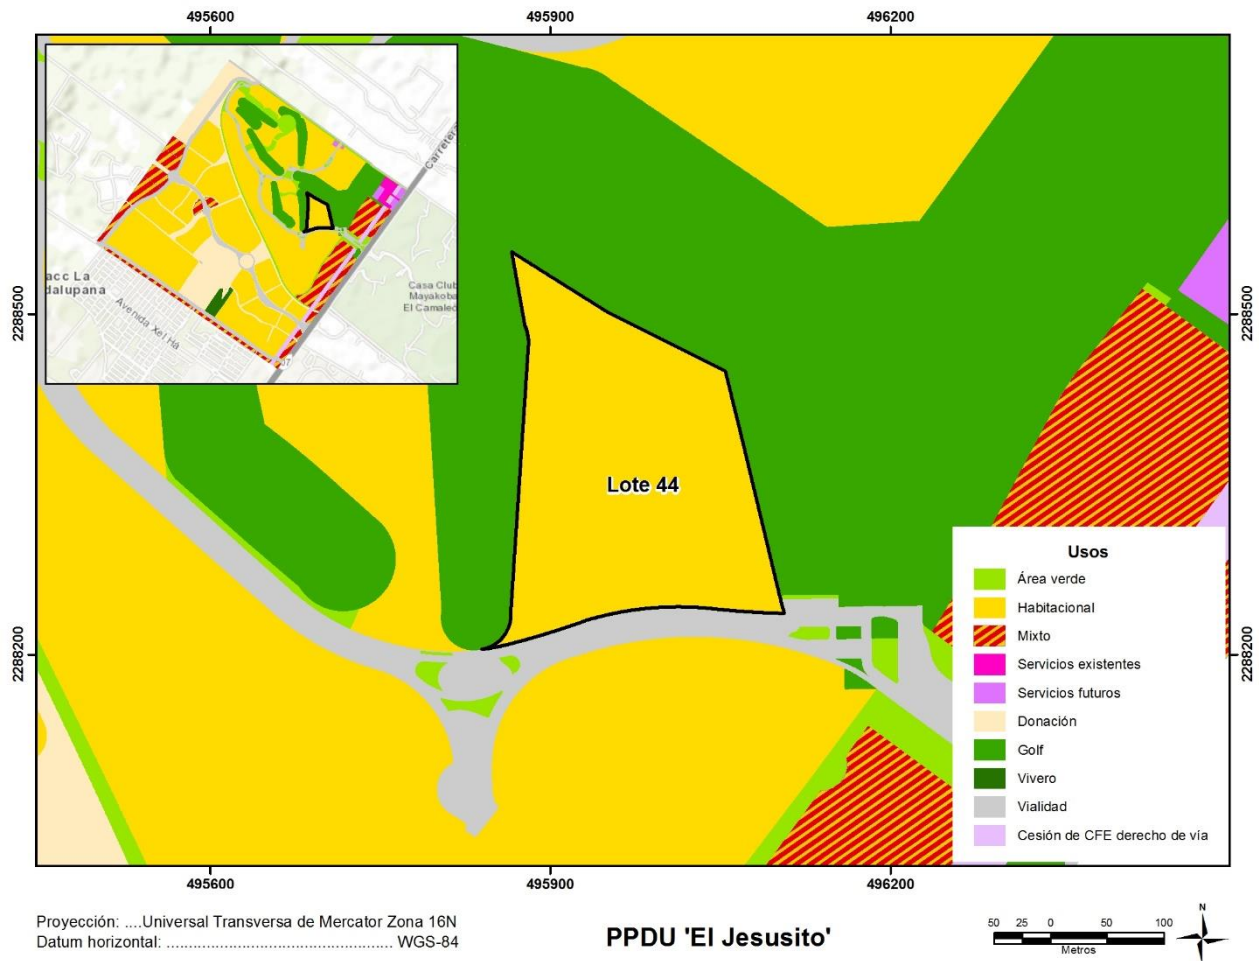 495600
495900
496200
2288500
2288500
2288200
2288200
Carretera
acc La
dalupana
Avenida Xel Há
Casa Club
Mayakoba
El Camaleó
307
Lote 44
Usos
Área verde
Habitacional
Mixto
Servicios existentes
Servicios futuros
Donación
Golf
Vivero
Vialidad
Cesión de CFE derecho de vía
495600
495900
496200
Proyección: ....Universal Transversa de Mercator Zona 16N
Datum horizontal: .................................................... WGS-84
PPDU 'El Jesusito'
50 25 0 50 100
Metros
N